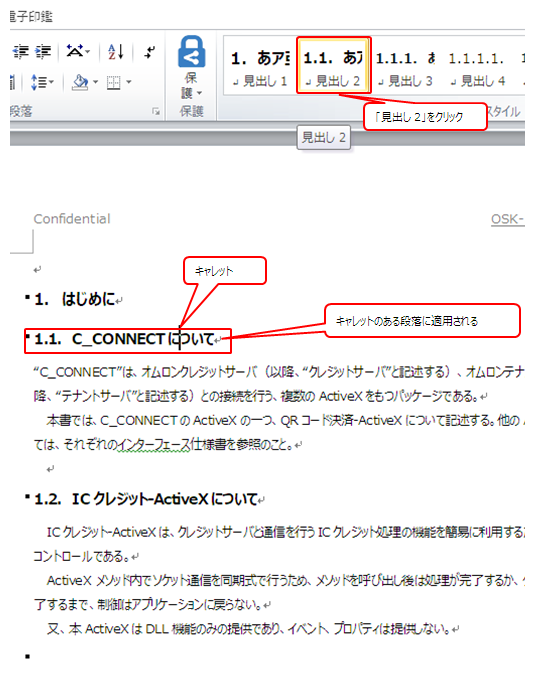 電子印鑑
1. あア亜
1.1. あア
1.1.1. あ
1.1.1.1.
↲ 見出し 1
↲ 見出し 2
↲ 見出し 3
↲ 見出し 4
保
護
段落
保護
スタイル
「見出し 2」をクリック
見出し 2
Confidential
OSK-
キャレット
1. はじめに
キャレットのある段落に適用される
1.1. C_CONNECTについて
“C_CONNECT”は、オムロンクレジットサーバ（以降、“クレジットサーバ”と記述する）、オムロンテナ
降、“テナントサーバ”と記述する）との接続を行う、複数の ActiveX をもつパッケージである。
本書では、C_CONNECT の ActiveX の一つ、QR コード決済-ActiveX について記述する。他の
ては、それぞれのインターフェース仕様書を参照のこと。
1.2. IC クレジット-ActiveX について
IC クレジット-ActiveX は、クレジットサーバと通信を行う IC クレジット処理の機能を簡易に利用する
コントロールである。
ActiveX メソッド内でソケット通信を同期式で行うため、メソッドを呼び出し後は処理が完了するか、
了するまで、制御はアプリケーションに戻らない。
又、本 ActiveX は DLL 機能のみの提供であり、イベント、プロパティは提供しない。